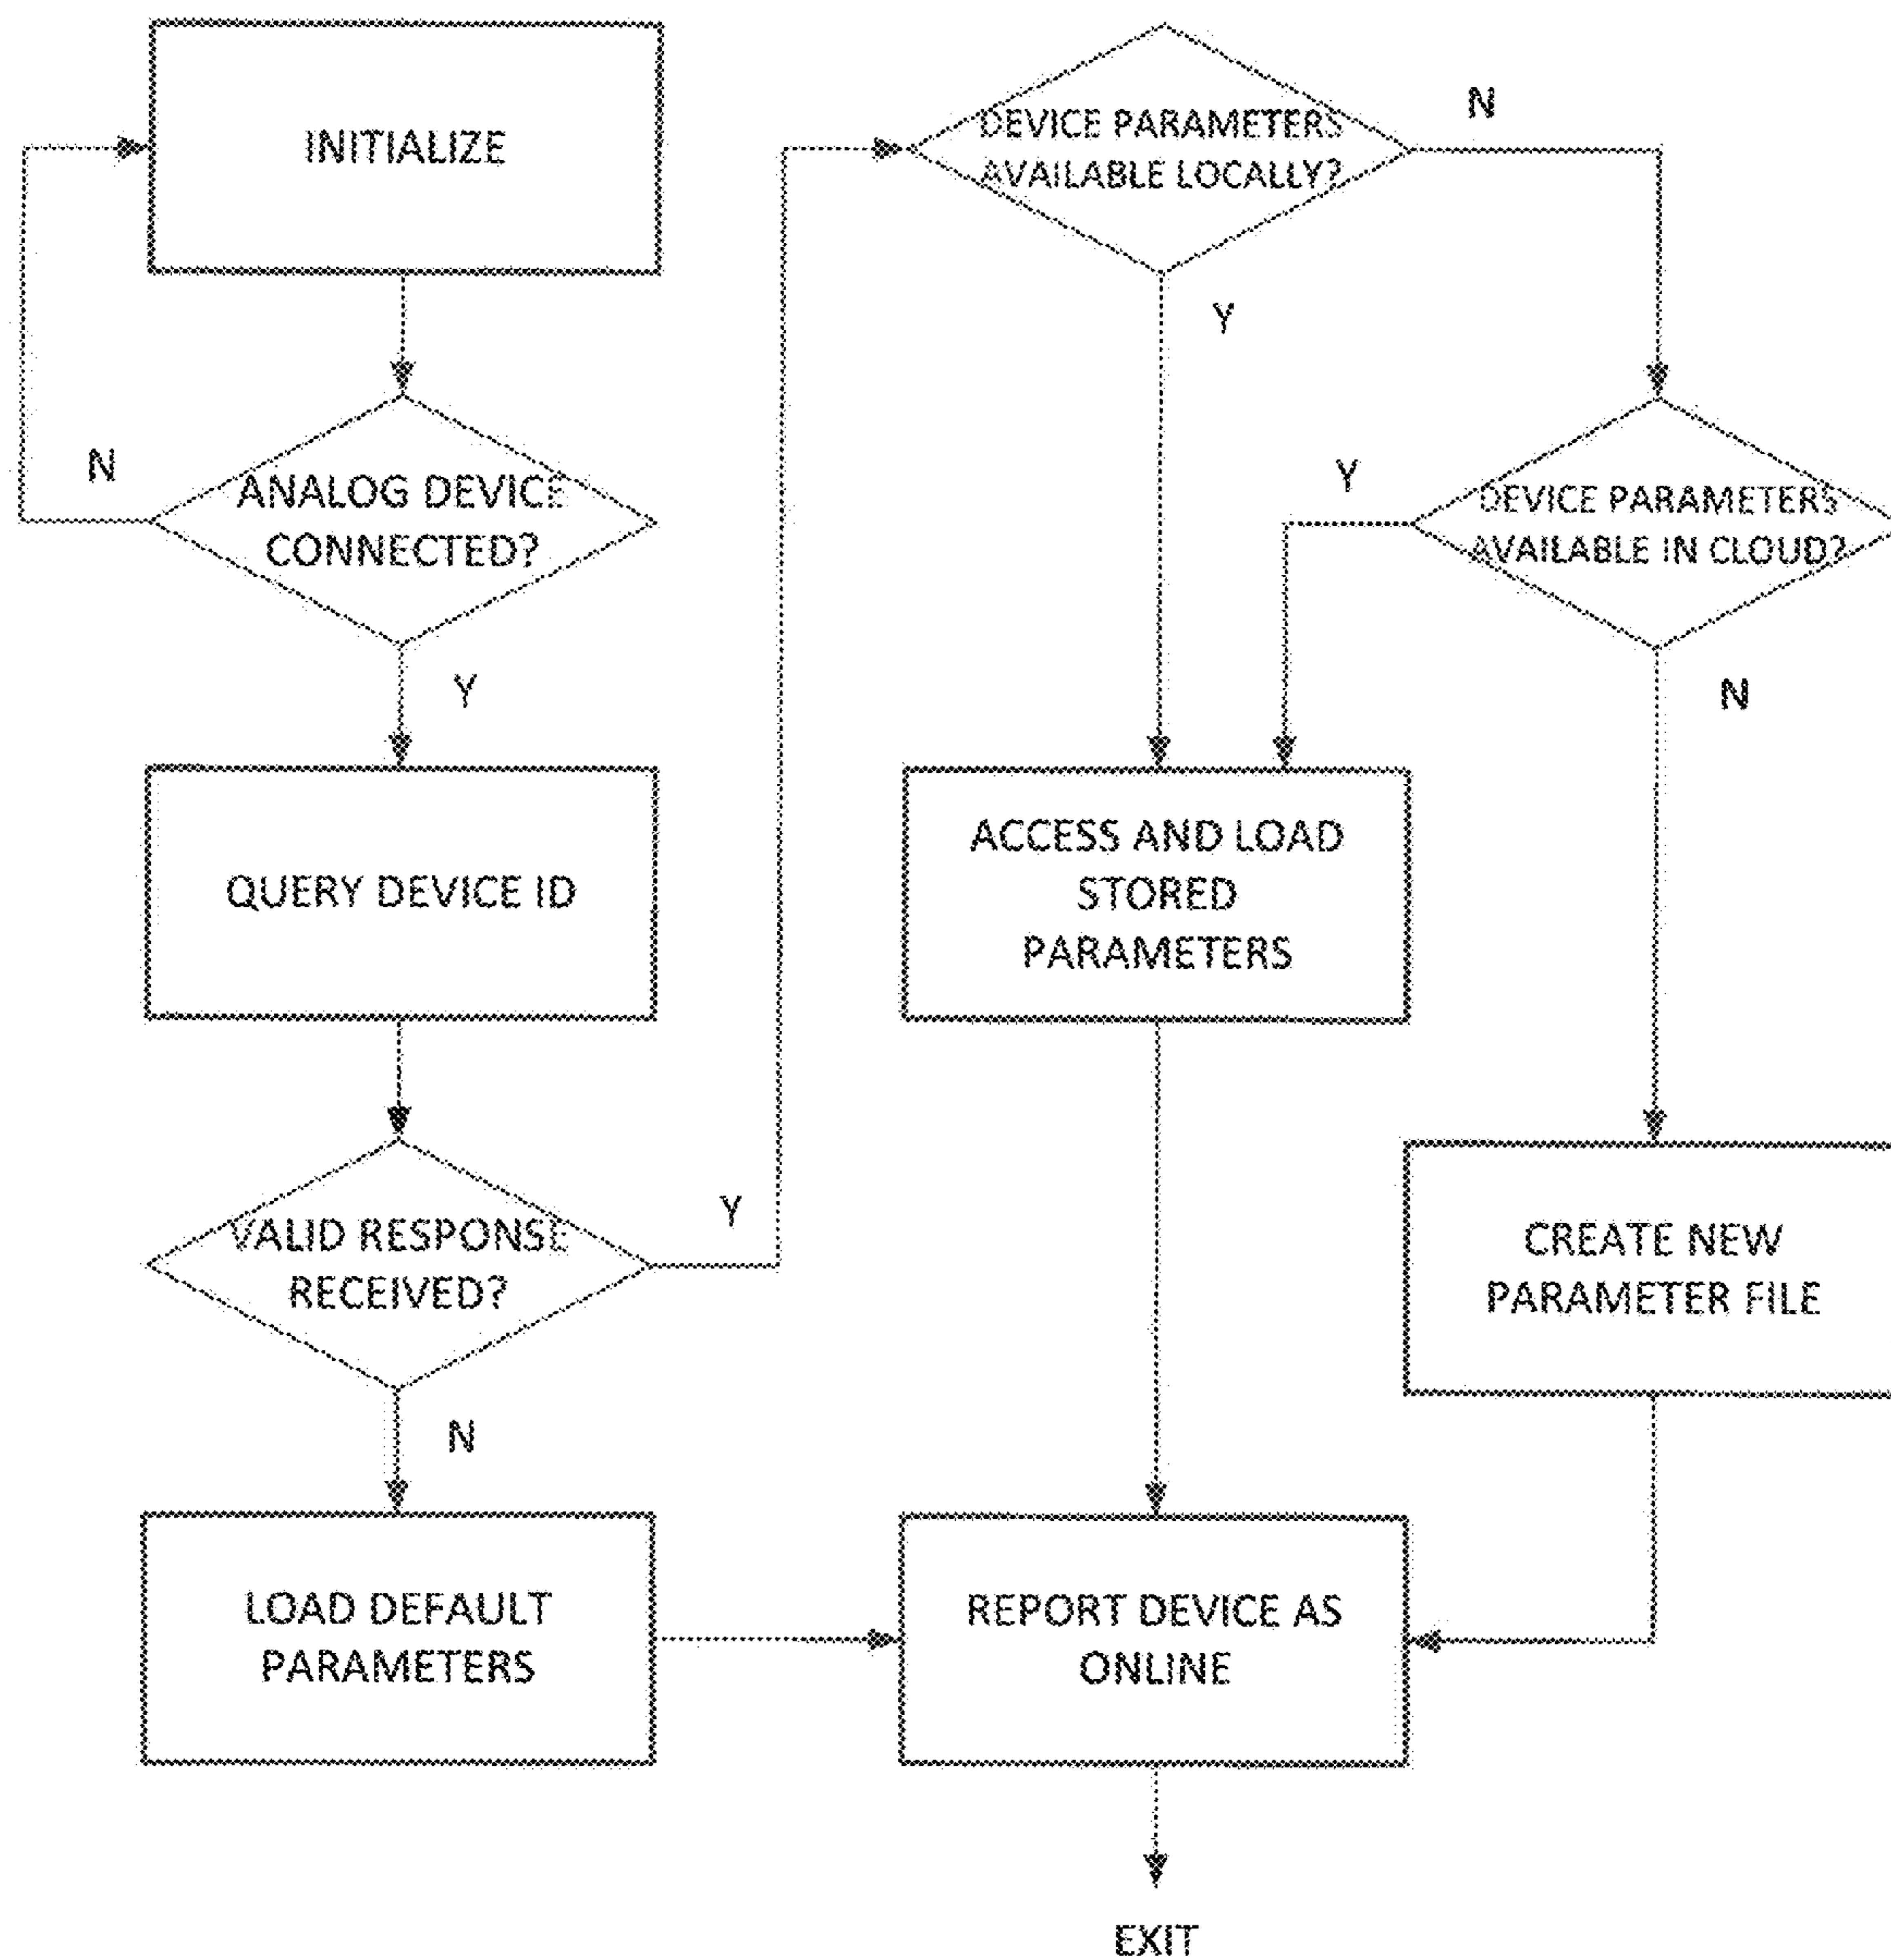 INITIALIZE
N
ANALOG DEVICE
CONNECTED?
Y
QUERY DEVICE ID
VALID RESPONSE
RECEIVED?
Y
N
LOAD DEFAULT
PARAMETERS
DEVICE PARAMETERS
AVAILABLE LOCALLY?
N
Y
DEVICE PARAMETERS
AVAILABLE IN CLOUD?
Y
N
ACCESS AND LOAD
STORED
PARAMETERS
CREATE NEW
PARAMETER FILE
REPORT DEVICE AS
ONLINE
EXIT